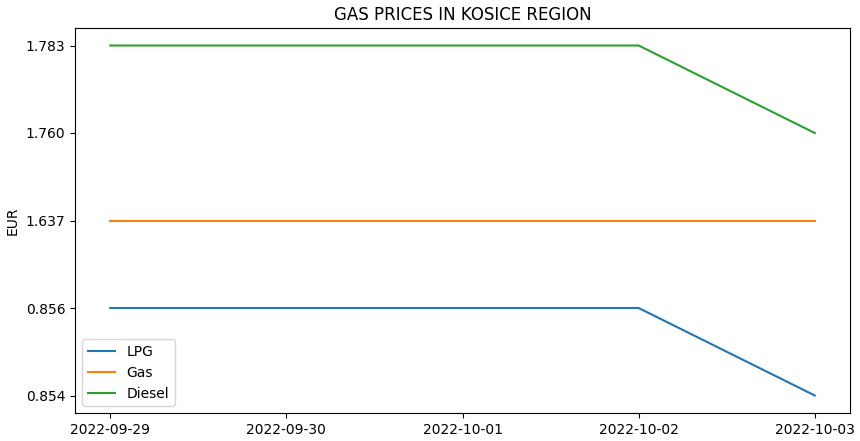 GAS PRICES IN KOSICE REGION
EUR
1.783
1.760
1.637
0.856
0.854
LPG
Gas
Diesel
2022-09-29 2022-09-30 2022-10-01 2022-10-02 2022-10-03